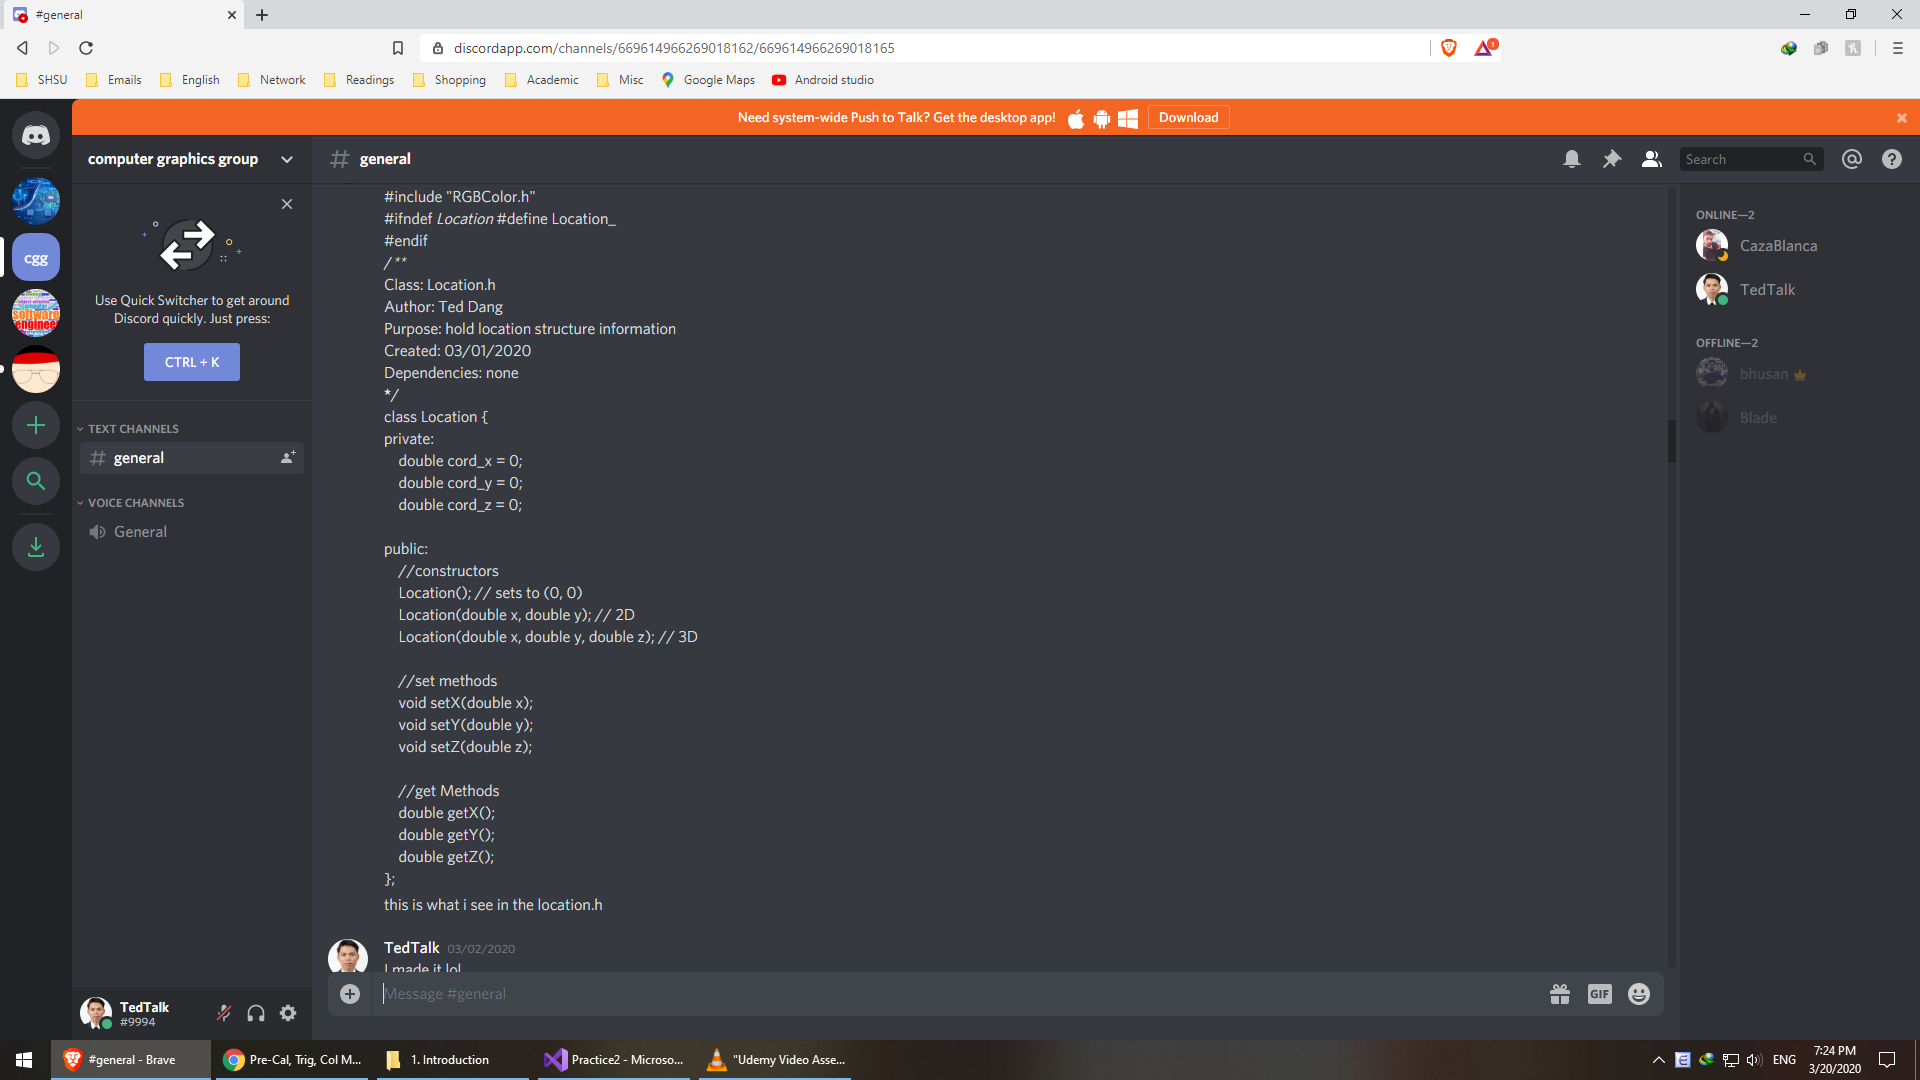 #general
discordapp.com/channels/669614966269018162/669614966269018165
1
SHSU
Emails
English
Network
Readings
Shopping
Academic
Misc
Google Maps
Android studio
Need system-wide Push to Talk? Get the desktop app!
Download
computer graphics group
general
Search
cgg
Use Quick Switcher to get around
Discord quickly. Just press:
CTRL + K
TEXT CHANNELS
general
VOICE CHANNELS
General
TedTalk
#9994
#include "RGBColor.h"
#ifndef Location #define Location_
#endif
/**
Class: Location.h
Author: Ted Dang
Purpose: hold location structure information
Created: 03/01/2020
Dependencies: none
*/
class Location {
private:
double cord_x = 0;
double cord_y = 0;
double cord_z = 0;
public:
//constructors
Location(); // sets to (0, 0)
Location(double x, double y); // 2D
Location(double x, double y, double z); // 3D
//set methods
void setX(double x);
void setY(double y);
void setZ(double z);
//get Methods
double getX();
double getY();
double getZ();
};
this is what i see in the location.h
TedTalk 03/02/2020
I made it lol
Message #general
GIF
ONLINE—2
CazaBlanca
TedTalk
OFFLINE—2
bhusan
Blade
#general - Brave
Pre-Cal, Trig, Col M...
1. Introduction
Practice2 - Microso...
"Udemy Video Asse...
ENG
7:24 PM
3/20/2020